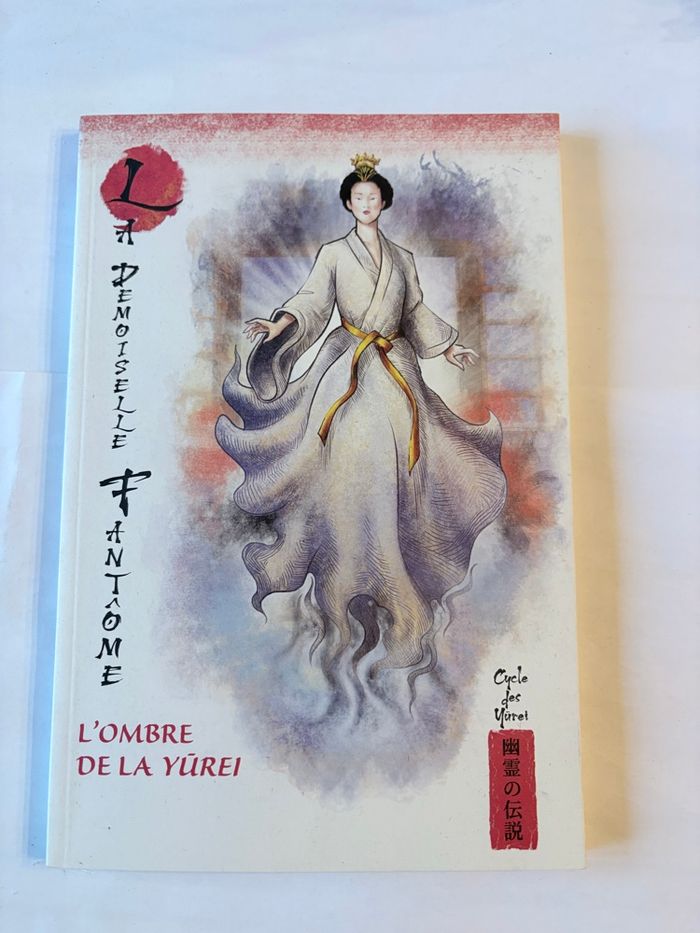 LA DEMOISELLE FANTÔME
L'OMBRE
DE LA YŪREI
Cycle
des
Yūrei
幽霊の伝説